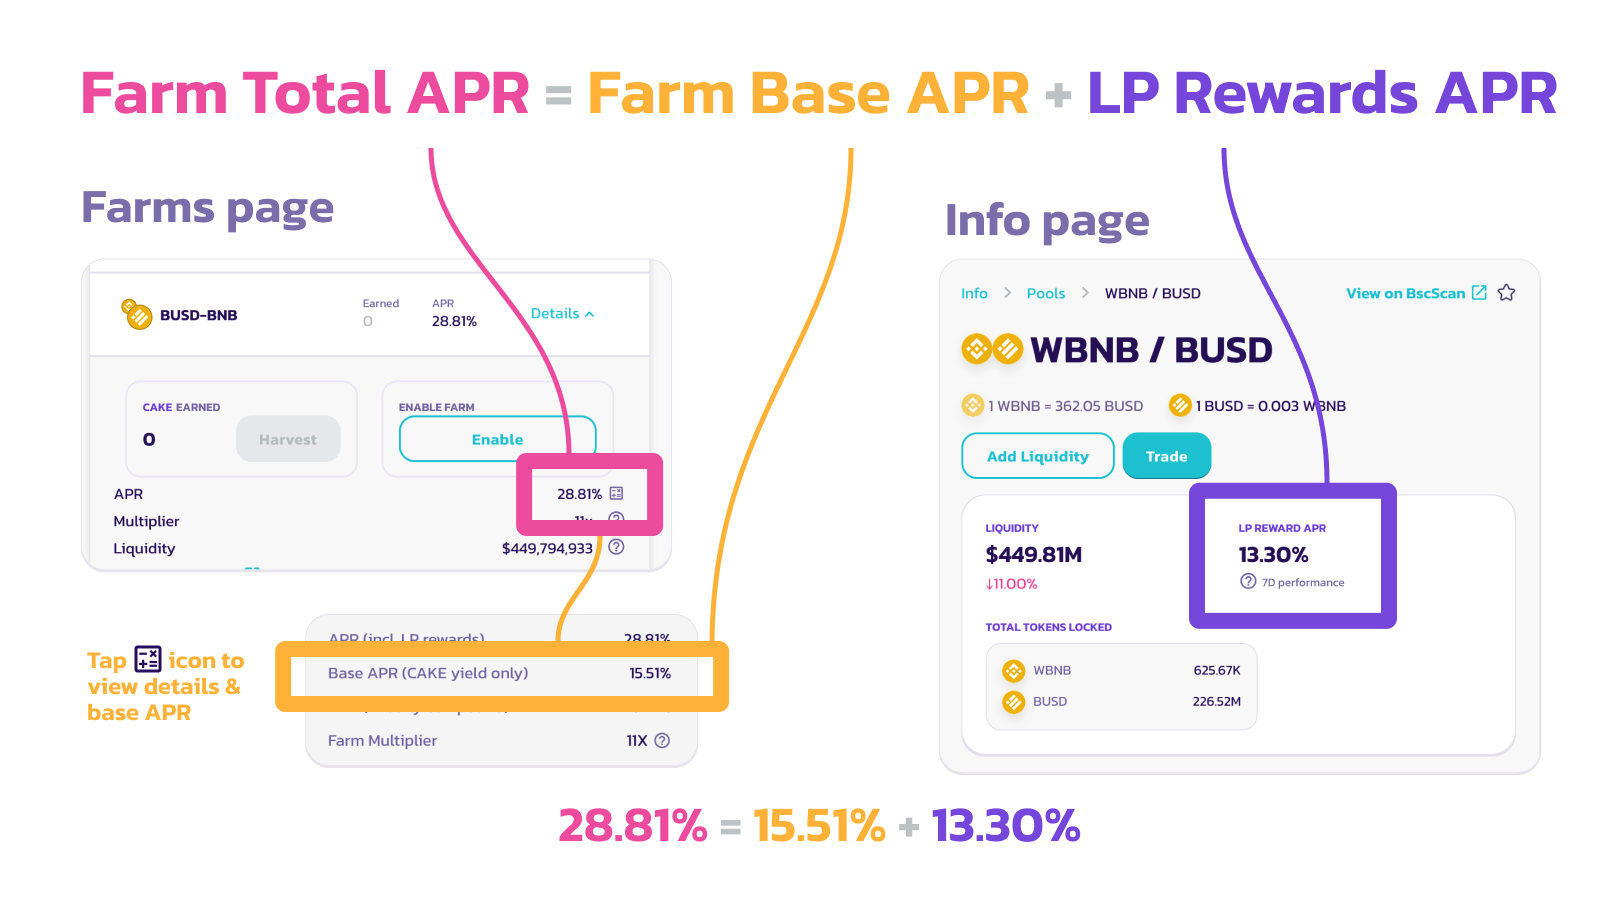 Farm Total APR = Farm Base APR + LP Rewards APR
Farms page
BUSD-BNB
Earned
0
APR
28.81%
Details
CAKE EARNED
0
Harvest
ENABLE FARM
Enable
APR
28.81%
Multiplier
11x
Liquidity
$449,794,933
Tap icon to
view details &
base APR
APR (incl. LP rewards)
28.81%
Base APR (CAKE yield only)
15.51%
Farm Multiplier
11X
Info page
Info > Pools > WBNB / BUSD
View on BscScan
WBNB / BUSD
1 WBNB = 362.05 BUSD
1 BUSD = 0.003 WBNB
Add Liquidity
Trade
LIQUIDITY
$449.81M
↓11.00%
LP REWARD APR
13.30%
7D performance
TOTAL TOKENS LOCKED
WBNB
625.67K
BUSD
226.52M
28.81% = 15.51% + 13.30%